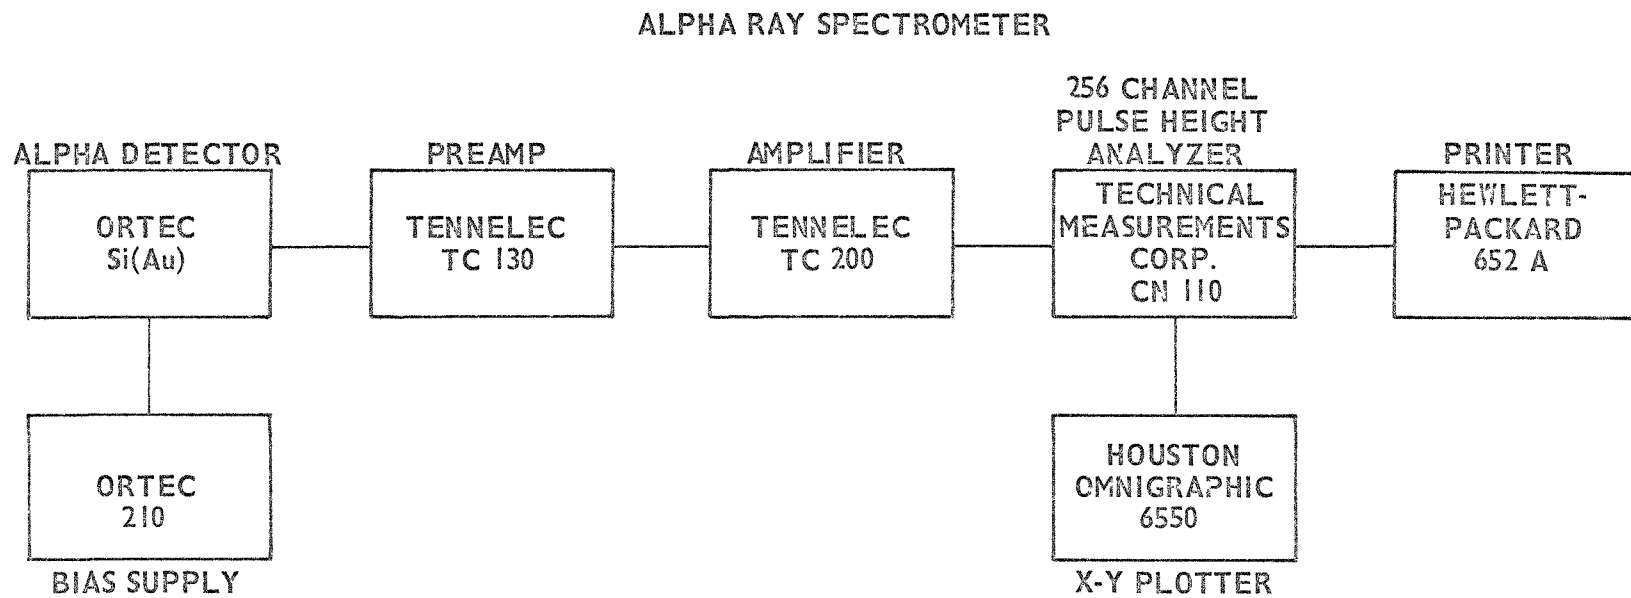 ALPHA RAY SPECTROMETER
ALPHA DETECTOR
ORTEC
Si(Au)
PREAMP
TENNELEC
TC 130
AMPLIFIER
TENNELEC
TC 200
256 CHANNEL
PULSE HEIGHT
ANALYZER
TECHNICAL
MEASUREMENTS
CORP.
CN 110
PRINTER
HEWLETT-
PACKARD
652 A
ORTEC
210
BIAS SUPPLY
HOUSTON
OMNIGRAPHIC
6550
X-Y PLOTTER